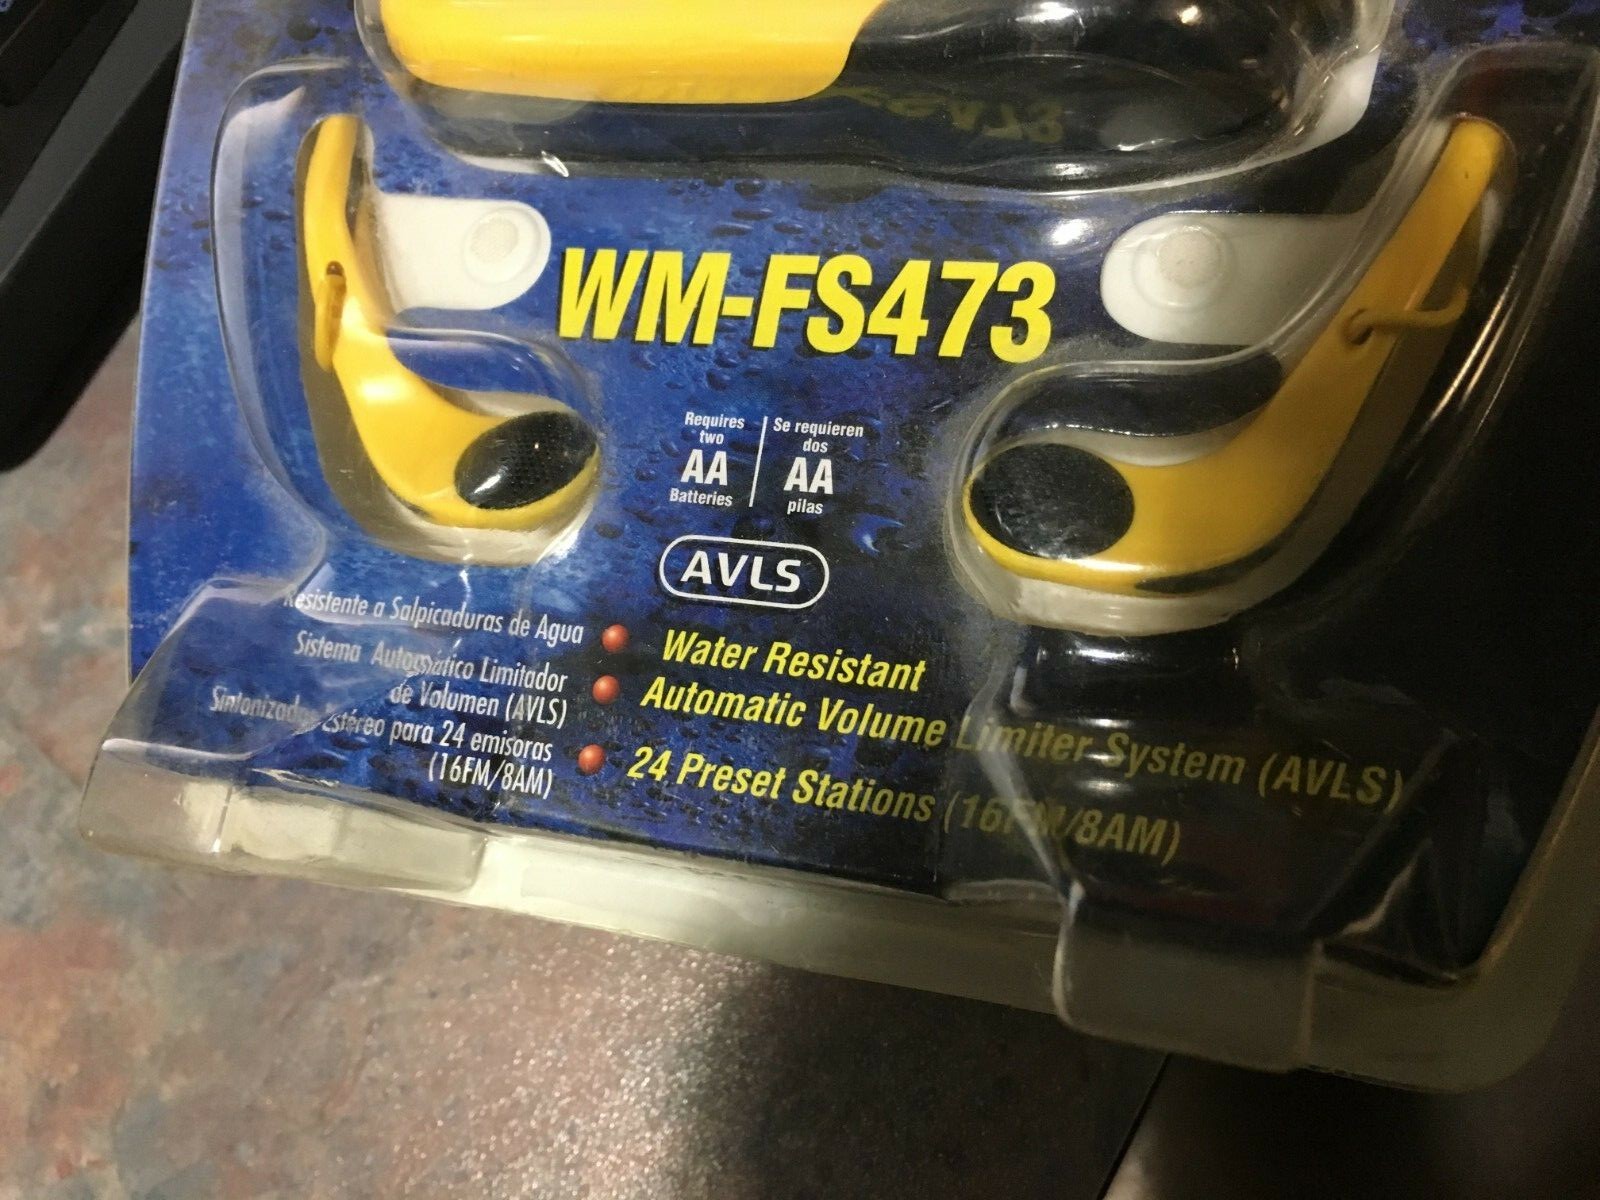 WM-FS473
Requires
two
AA
Batteries
Se requieren
dos
AA
pilas
AVLS
Resistente a Salpicaduras de Agua
Sistema Automático Limitador
de Volumen (AVLS)
Sintonizador Estéreo para 24 emisoras
(16FM/8AM)
Water Resistant
Automatic Volume Limiter System (AVLS)
24 Preset Stations (16FM/8AM)